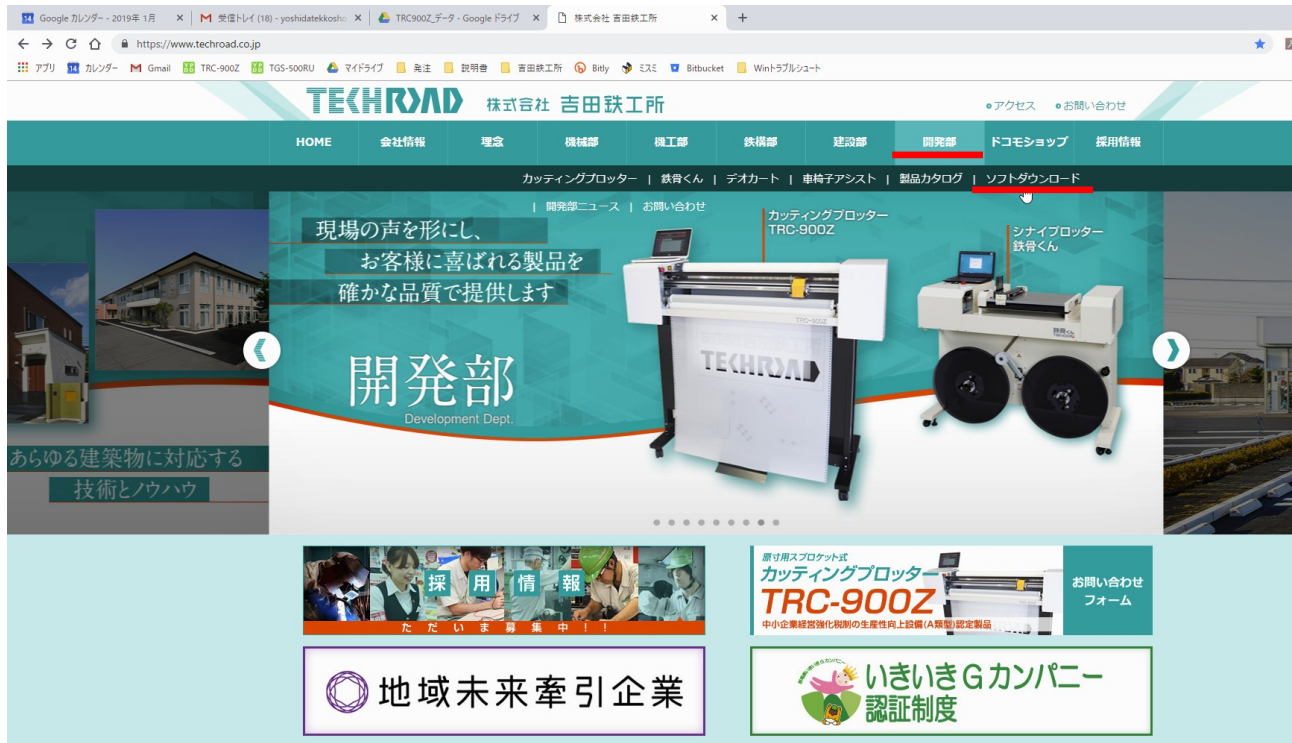 14 Google カレンダー - 2019年 1月 × M 受信トレイ (18) - yoshidatekkosho × TRC900Z_データ - Google ドライブ × 株式会社 吉田鉄工所 × +
https://www.techroad.co.jp
アプリ 14 カレンダー M Gmail TRC-900Z TGS-500RU マイドライブ 発注 説明書 吉田鉄工所 Bitly ミスミ Bitbucket Winトラブルシュート
TECHROAD 株式会社 吉田鉄工所 アクセス お問い合わせ
HOME 会社情報 理念 機械部 機工部 鉄構部 建設部 開発部 ドコモショップ 採用情報
カッティングプロッター | 鉄骨くん | デオカート | 車椅子アシスト | 製品カタログ | ソフトダウンロード
| 開発部ニュース | お問い合わせ
現場の声を形にし、
お客様に喜ばれる製品を
確かな品質で提供します
カッティングプロッター
TRC-900Z
シナイプロッター
鉄骨くん
TRC-900Z
鉄骨くん
TECHROAD
開発部
Development Dept.
あらゆる建築物に対応する
技術とノウハウ
採用情報
ただいま募集中!!
原寸用スプロケット式
カッティングプロッター
TRC-900Z
中小企業経営強化税制の生産性向上設備(A類型)認定製品
お問い合わせ
フォーム
地域未来牽引企業
いきいきGカンパニー
認証制度